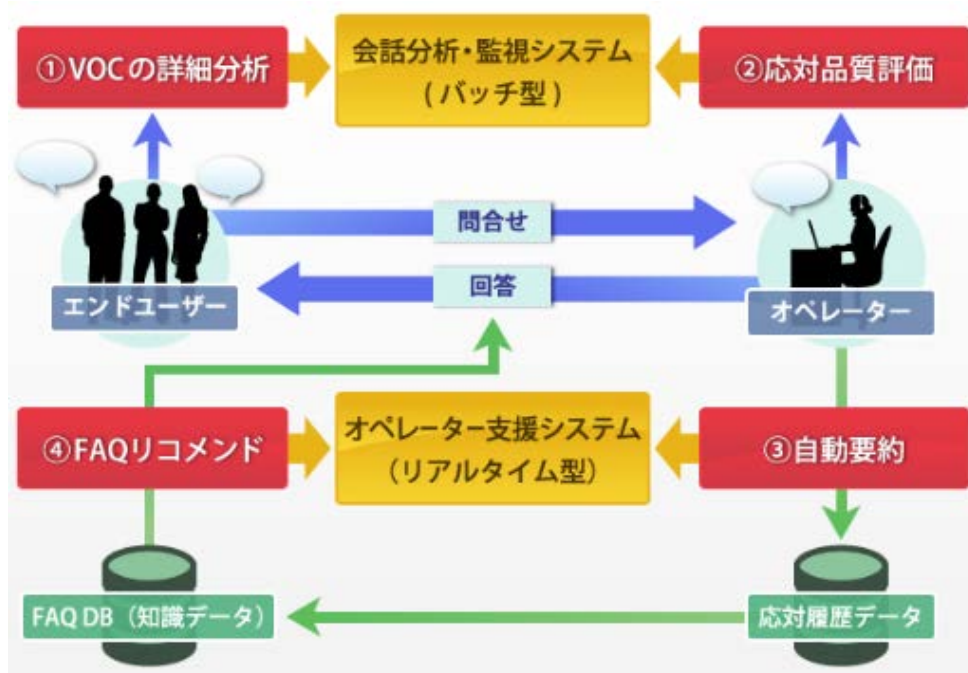 ①VOCの詳細分析
会話分析・監視システム
(バッチ型)
②応対品質評価
問合せ
回答
エンドユーザー
オペレーター
④FAQリコメンド
オペレーター支援システム
（リアルタイム型）
③自動要約
FAQ DB（知識データ）
応対履歴データ